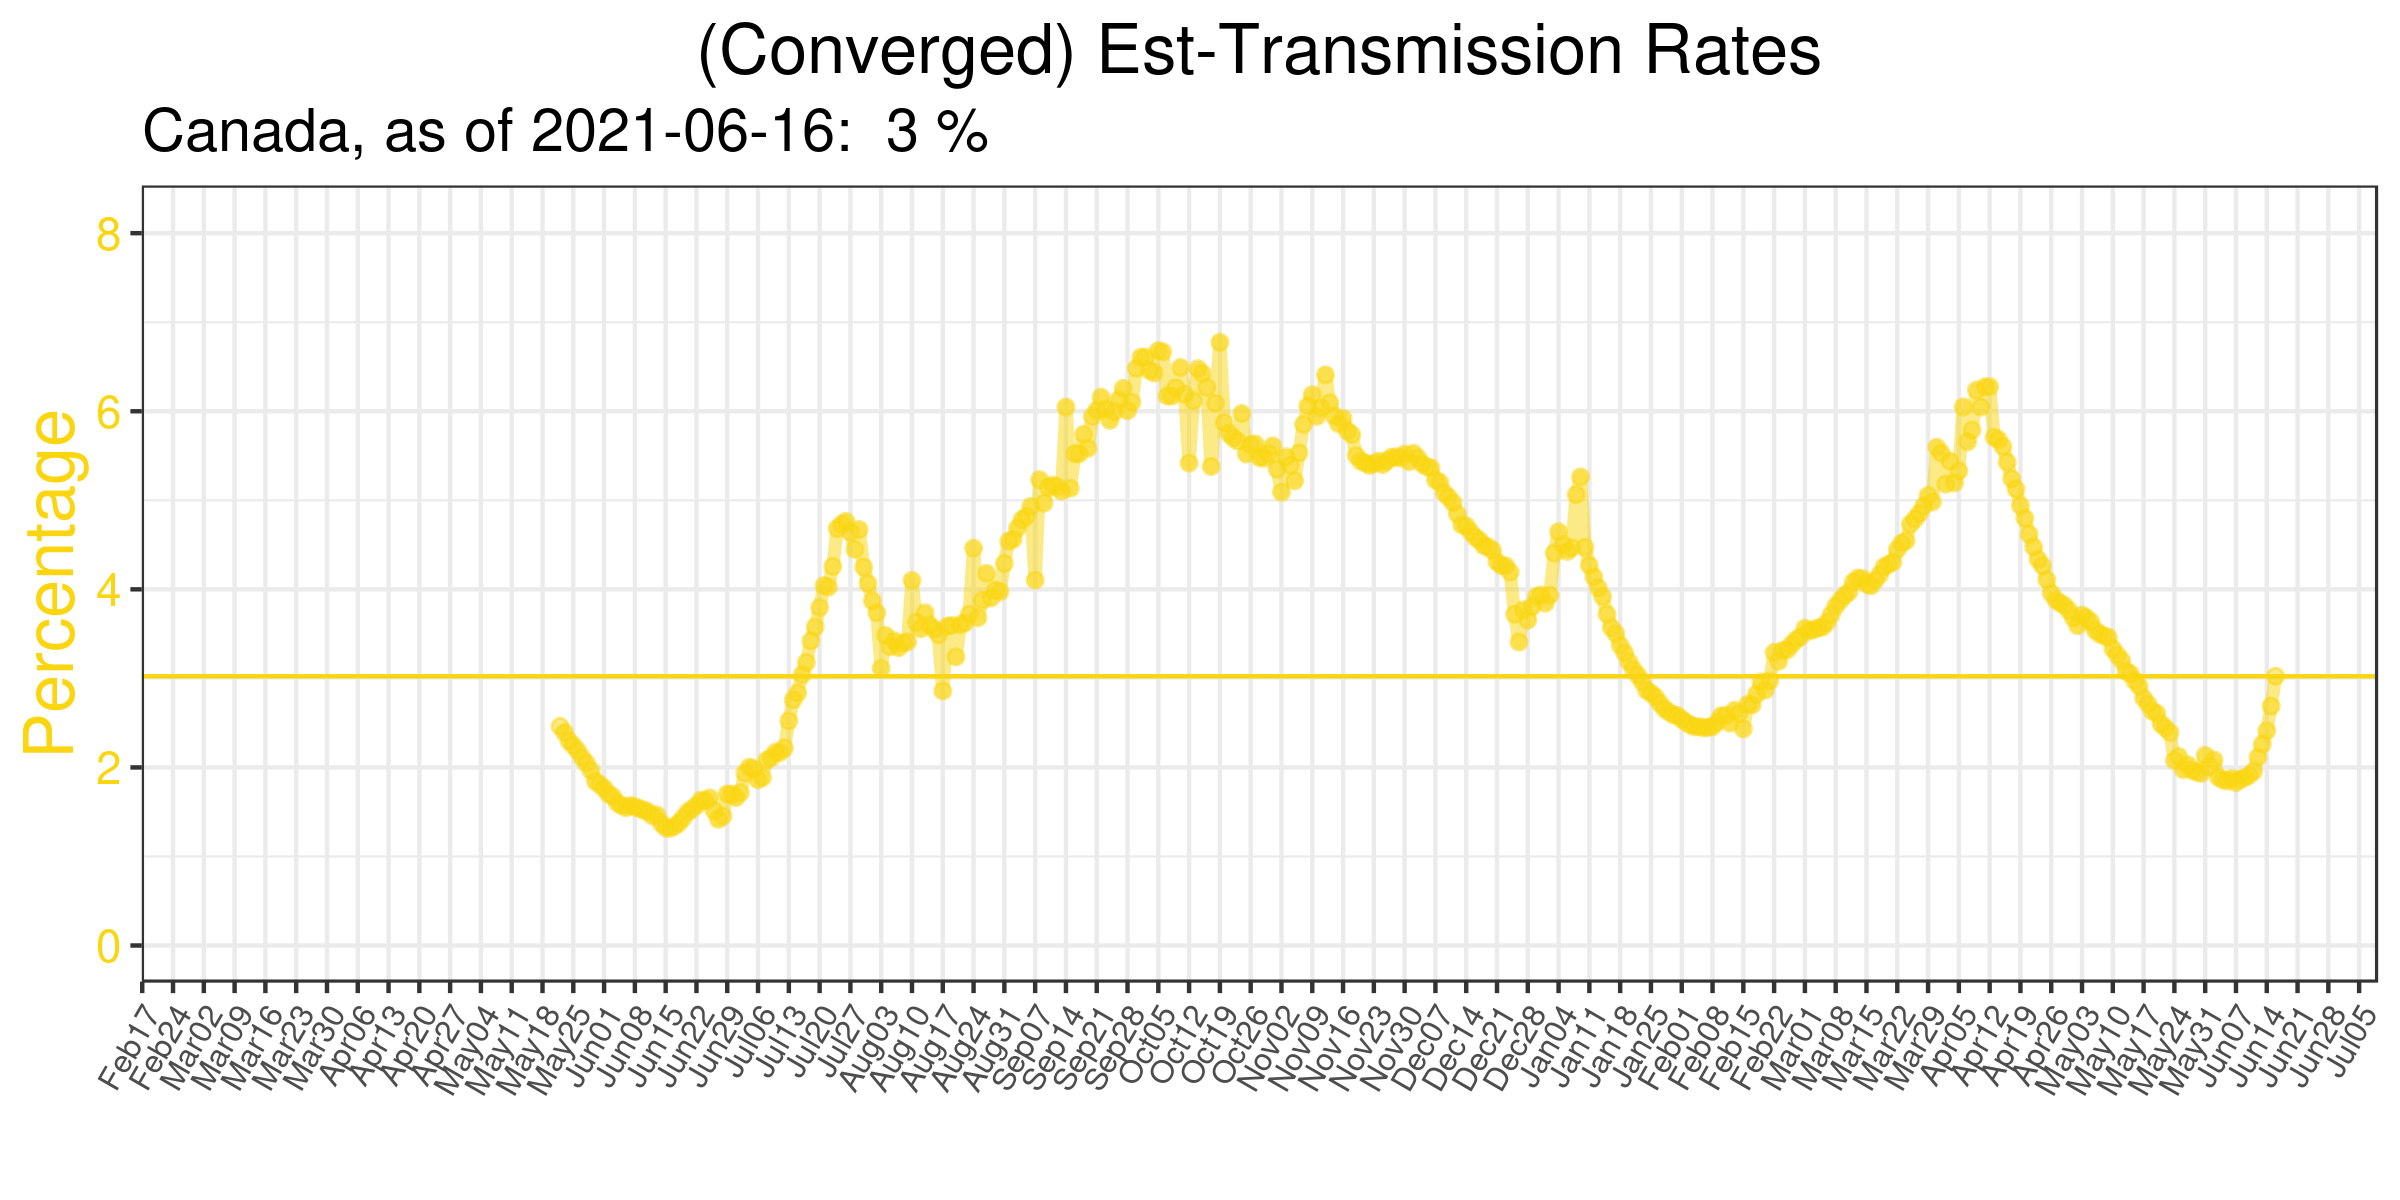 (Converged) Est-Transmission Rates
Canada, as of 2021-06-16:  3 %
Percentage
8
6
4
2
0
Feb17
Feb24
Mar02
Mar09
Mar16
Mar23
Mar30
Apr06
Apr13
Apr20
Apr27
May04
May11
May18
May25
Jun01
Jun08
Jun15
Jun22
Jun29
Jul06
Jul13
Jul20
Jul27
Aug03
Aug10
Aug17
Aug24
Aug31
Sep07
Sep14
Sep21
Sep28
Oct05
Oct12
Oct19
Oct26
Nov02
Nov09
Nov16
Nov23
Nov30
Dec07
Dec14
Dec21
Dec28
Jan04
Jan11
Jan18
Jan25
Feb01
Feb08
Feb15
Feb22
Mar01
Mar08
Mar15
Mar22
Mar29
Apr05
Apr12
Apr19
Apr26
May03
May10
May17
May24
May31
Jun07
Jun14
Jun21
Jun28
Jul05